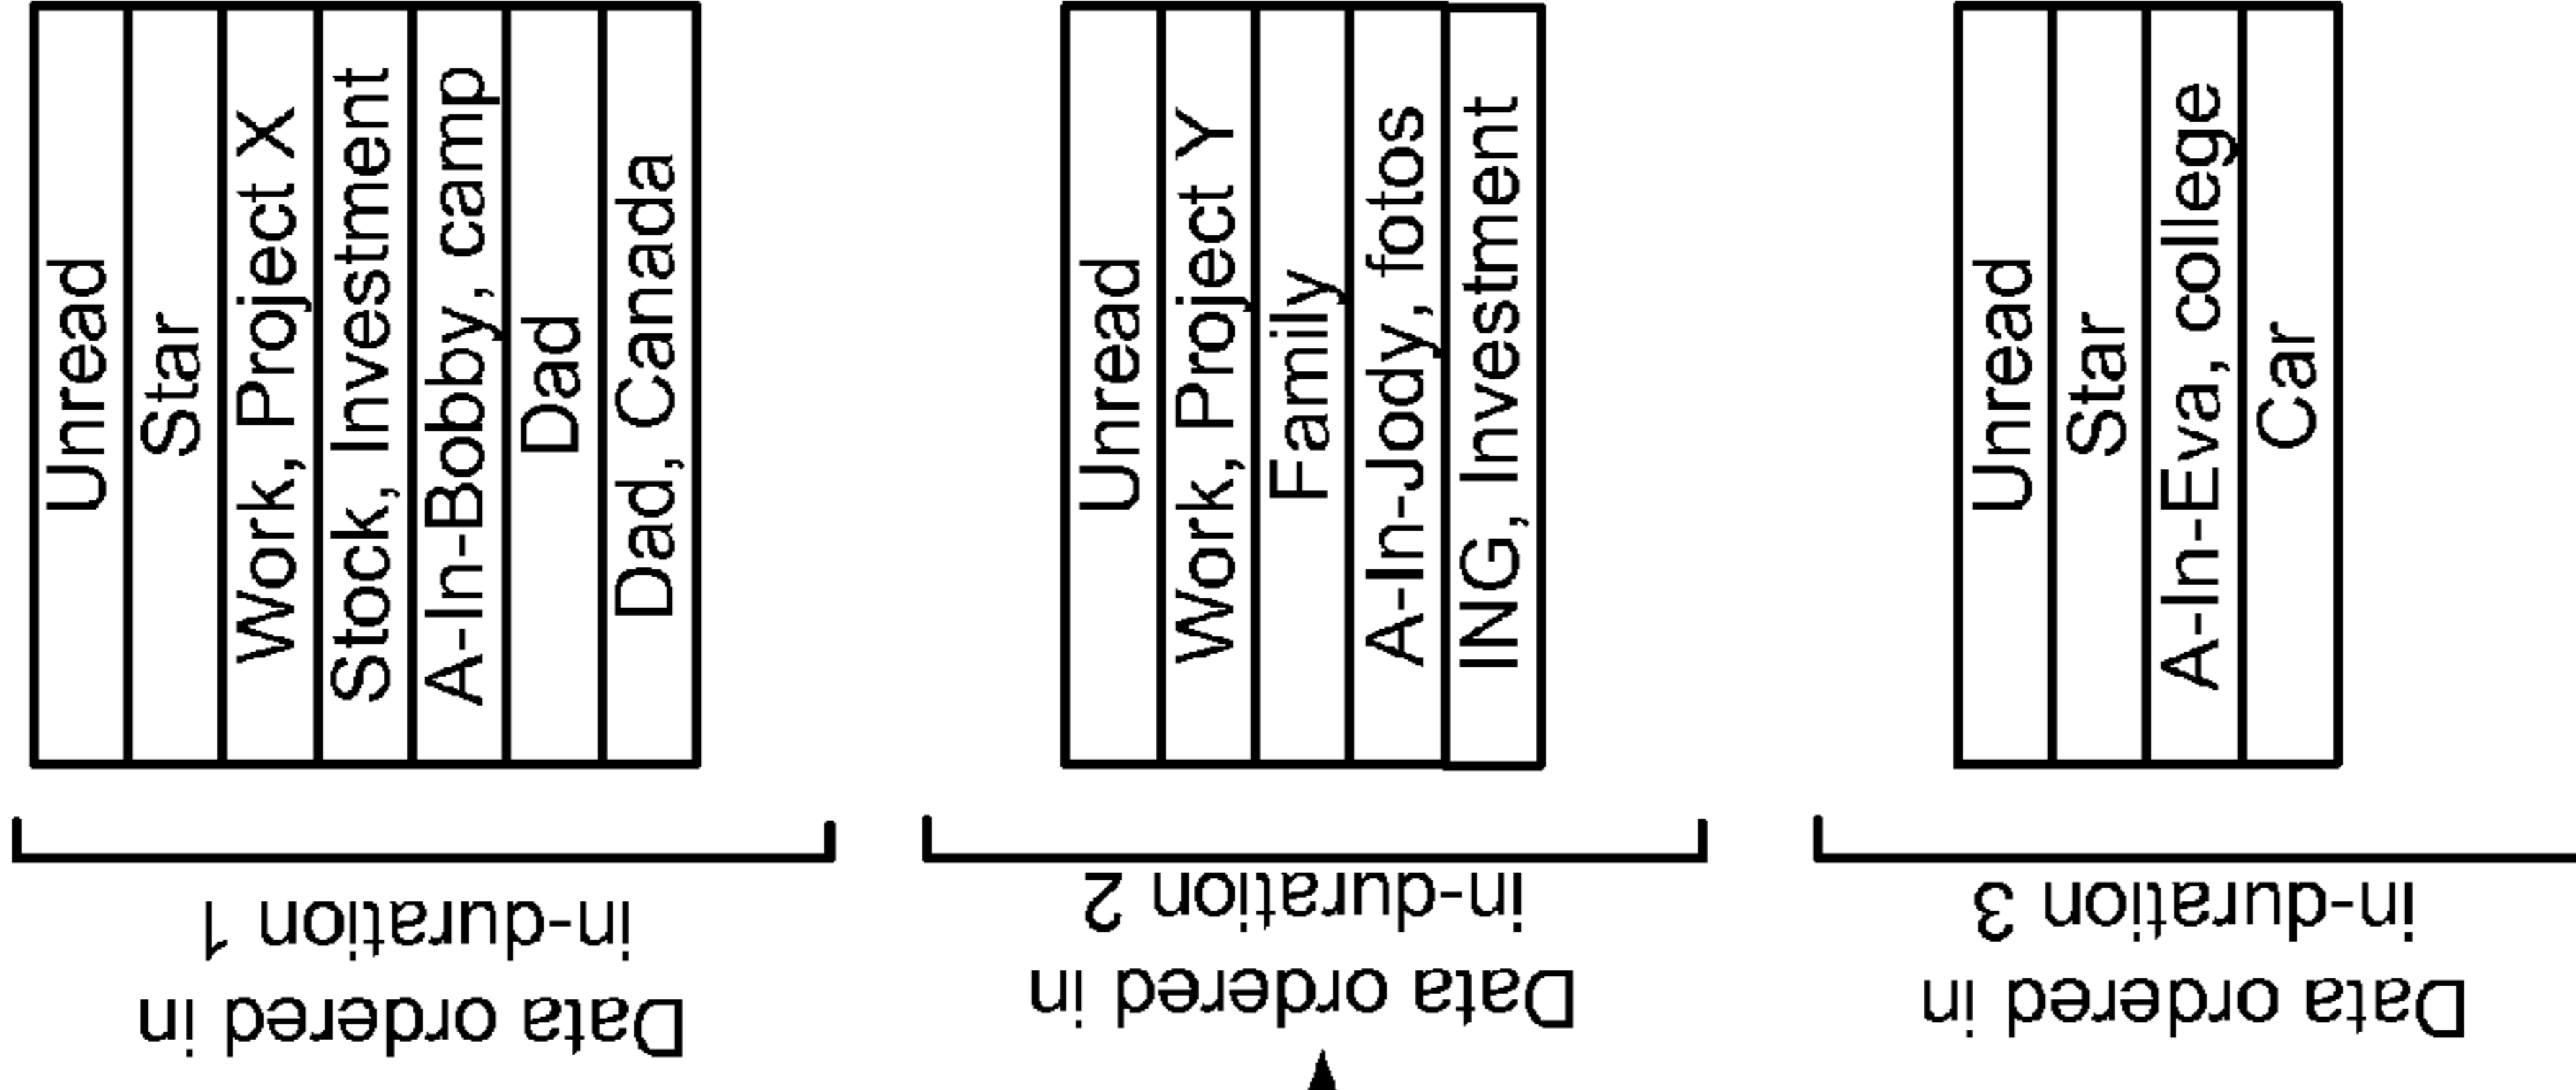 Unread
Star
Work, Project X
Stock, Investment
A-In-Bobby, camp
Dad
Dad, Canada
Data ordered in
in-duration 1
Unread
Work, Project Y
Family
A-In-Jody, fotos
ING, Investment
Data ordered in
in-duration 2
Unread
Star
A-In-Eva, college
Car
Data ordered in
in-duration 3